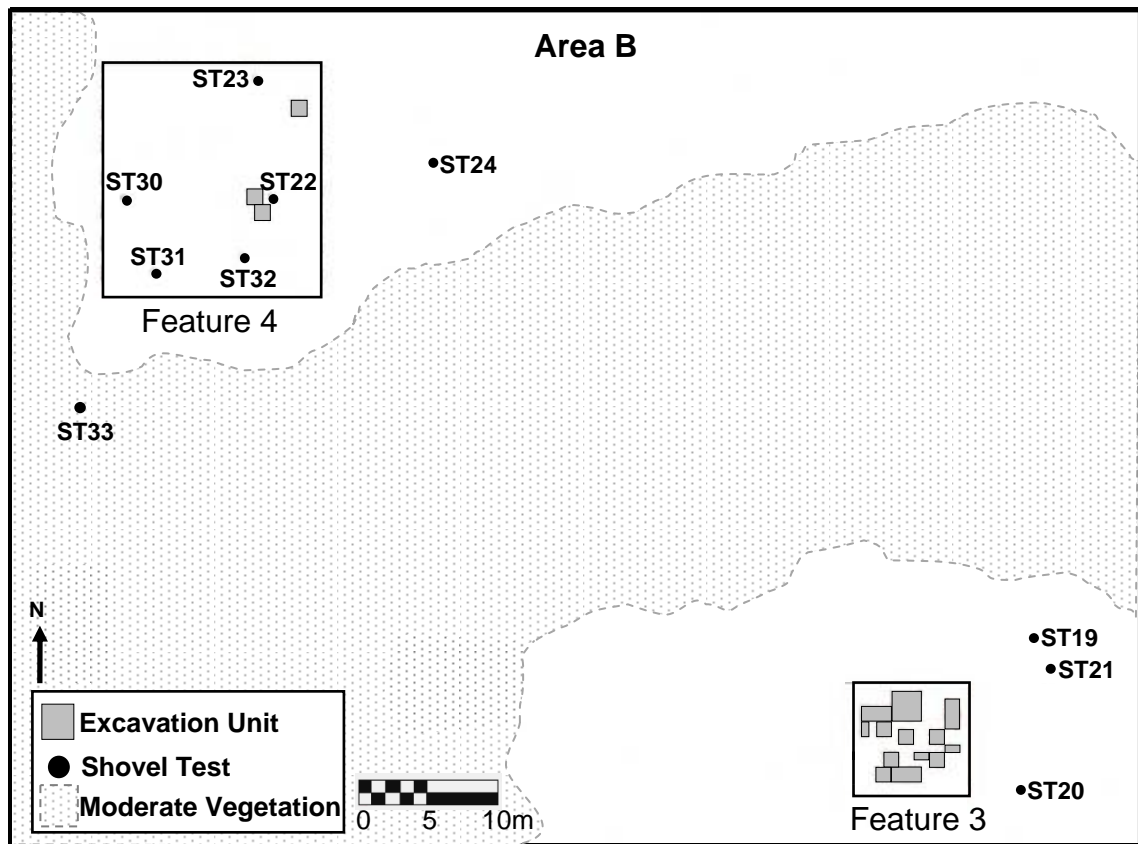 Area B
ST23
ST24
ST30
ST22
ST31
ST32
Feature 4
ST33
N
ST19
ST21
Excavation Unit
Shovel Test
Moderate Vegetation
0 5 10m
ST20
Feature 3